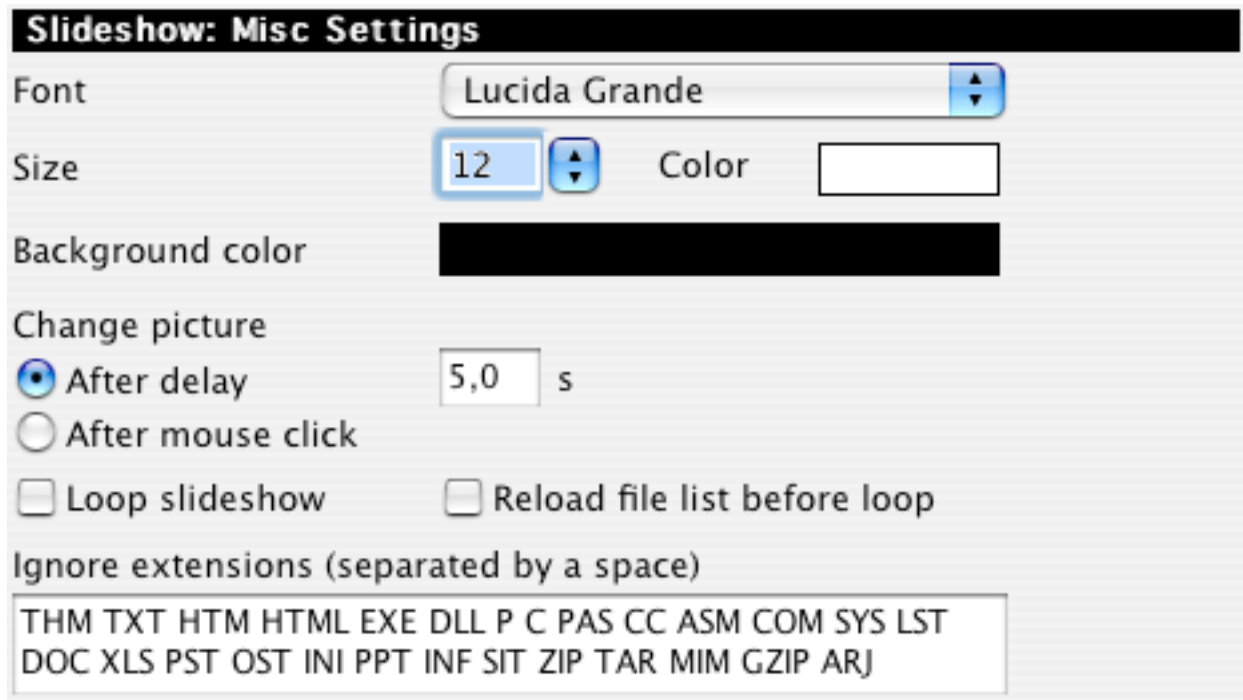 Slideshow: Misc Settings
Font Lucida Grande
Size 12 Color
Background color
Change picture
After delay 5,0 s
After mouse click
Loop slideshow Reload file list before loop
Ignore extensions (separated by a space)
THM TXT HTM HTML EXE DLL P C PAS CC ASM COM SYS LST
DOC XLS PST OST INI PPT INF SIT ZIP TAR MIM GZIP ARJ